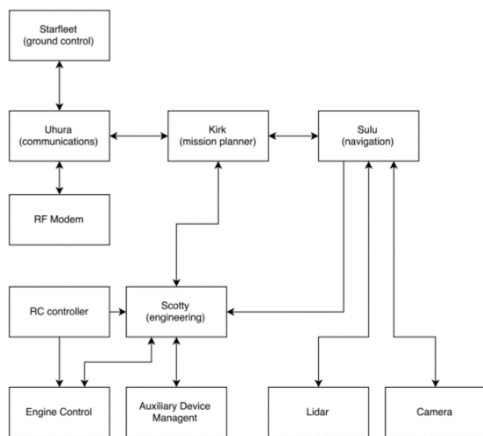 Starfleet
(ground control)
Uhura
(communications)
Kirk
(mission planner)
Sulu
(navigation)
RF Modem
RC controller
Scotty
(engineering)
Engine Control
Auxiliary Device
Managent
Lidar
Camera